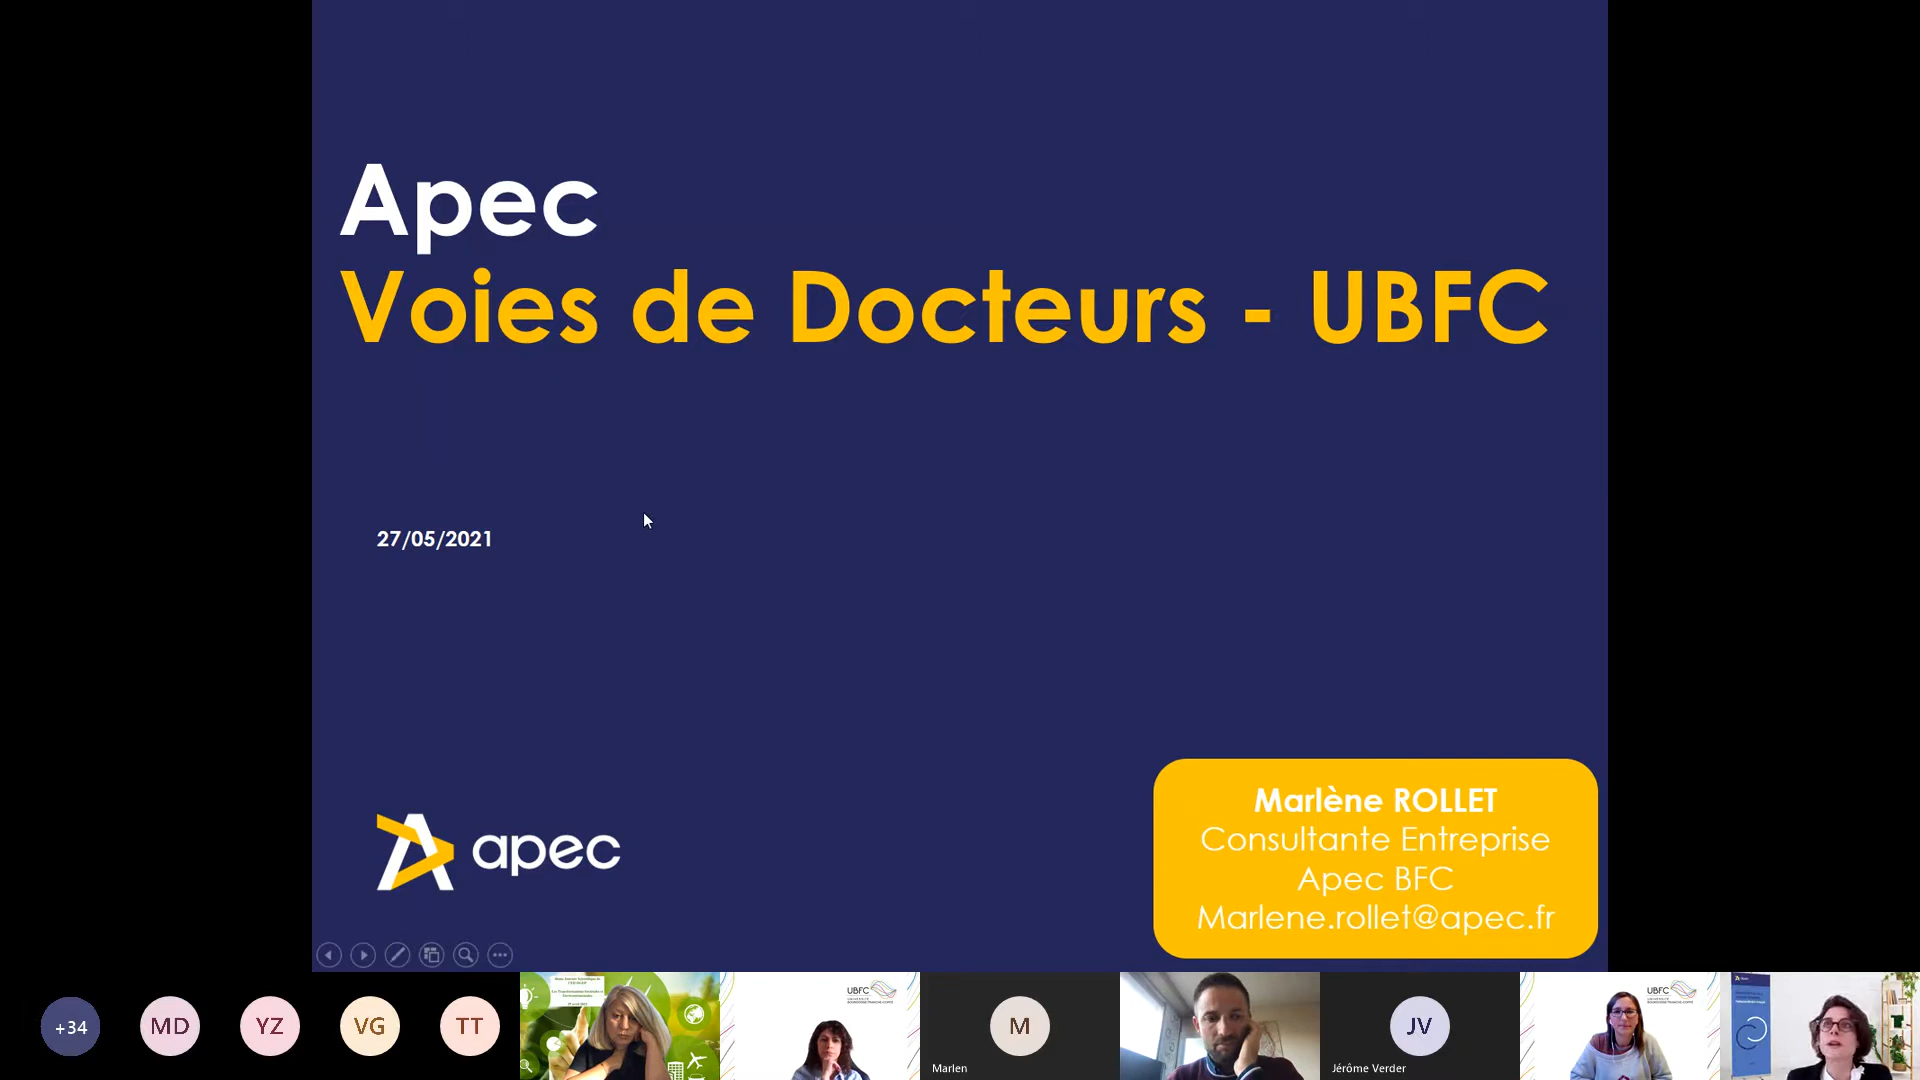 Apec
Voies de Docteurs - UBFC
27/05/2021
apec
Marlène ROLLET
Consultante Entreprise
Apec BFC
Marlene.rollet@apec.fr
+34
MD
YZ
VG
TT
UBFC
M
Marlen
JV
Jérôme Verder
UBFC